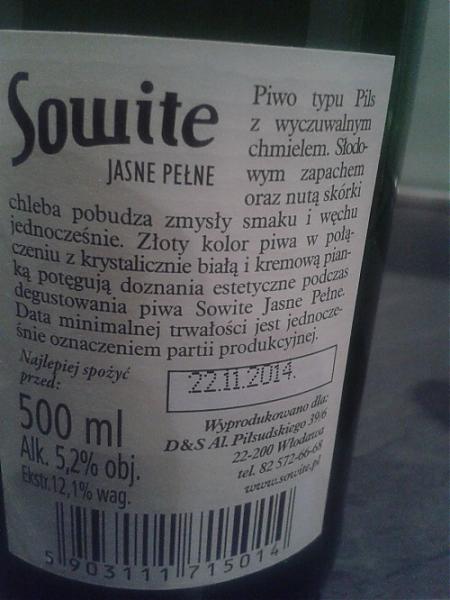 Sowite
JASNE PEŁNE
Piwo typu Pils
z wyczuwalnym
chmielem. Słodo-
wym zapachem
oraz nutą skórki
chleba pobudza zmysły smaku i węchu
jednocześnie. Złoty kolor piwa w połą-
czeniu z krystalicznie białą i kremową pian-
ką potęgują doznania estetyczne podczas
degustowania piwa Sowite Jasne Pełne.
Data minimalnej trwałości jest jednocze-
śnie oznaczeniem partii produkcyjnej.
Najlepiej spożyć
przed:
22.11.2014.
500 ml
Alk. 5,2% obj.
Ekstr.12,1% wag.
Wyprodukowano dla:
D&S Al. Piłsudskiego 39/6
22-200 Włodawa
tel. 82 572-66-68
www.sowite.pl
5 903111 715014